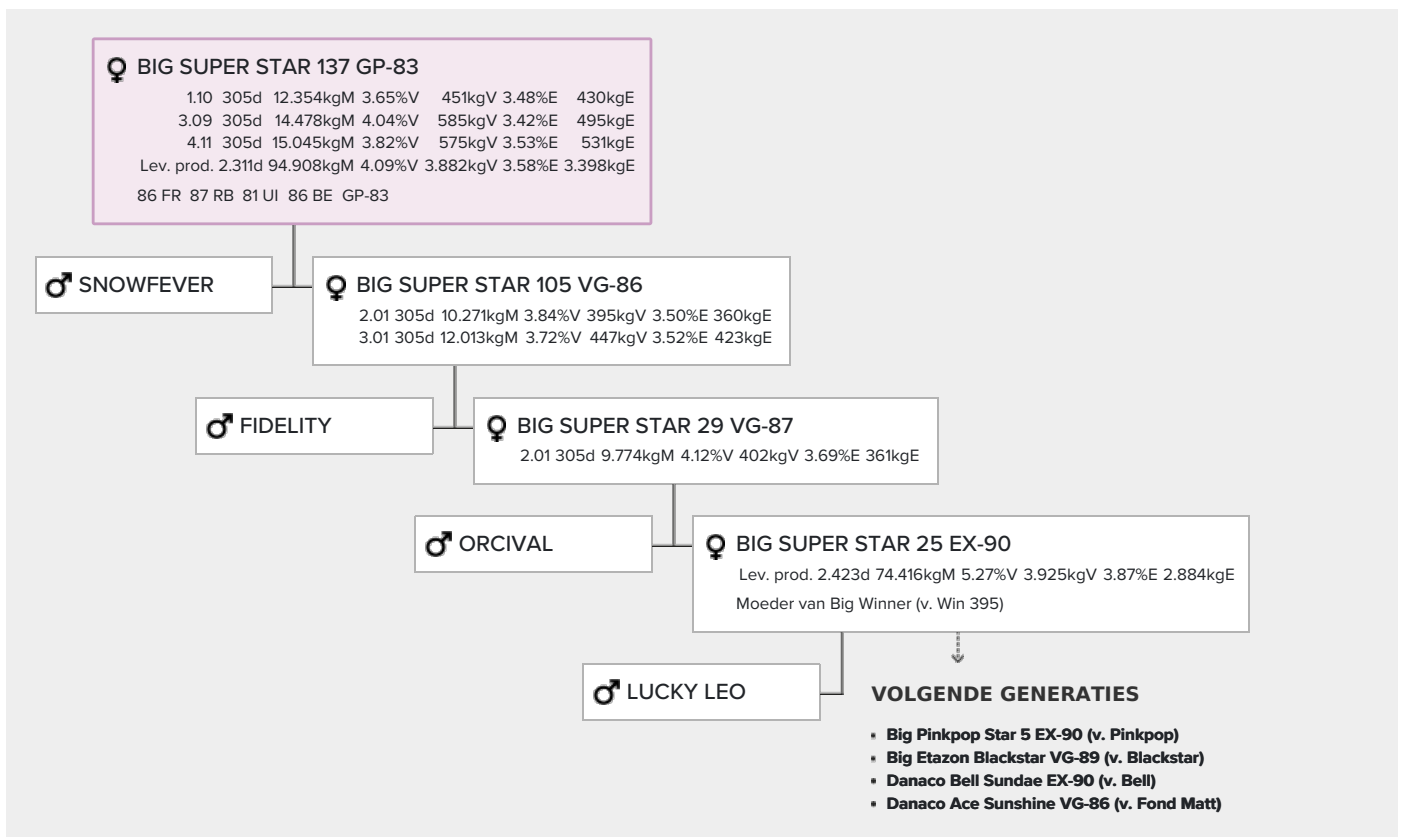 BIG SUPER STAR 137 GP-83
1.10 305d 12.354kgM 3.65%V 451kgV 3.48%E 430kgE
3.09 305d 14.478kgM 4.04%V 585kgV 3.42%E 495kgE
4.11 305d 15.045kgM 3.82%V 575kgV 3.53%E 531kgE
Lev. prod. 2.311d 94.908kgM 4.09%V 3.882kgV 3.58%E 3.398kgE
86 FR 87 RB 81 UI 86 BE GP-83
SNOWFEVER
BIG SUPER STAR 105 VG-86
2.01 305d 10.271kgM 3.84%V 395kgV 3.50%E 360kgE
3.01 305d 12.013kgM 3.72%V 447kgV 3.52%E 423kgE
FIDELITY
BIG SUPER STAR 29 VG-87
2.01 305d 9.774kgM 4.12%V 402kgV 3.69%E 361kgE
ORCIVAL
BIG SUPER STAR 25 EX-90
Lev. prod. 2.423d 74.416kgM 5.27%V 3.925kgV 3.87%E 2.884kgE
Moeder van Big Winner (v. Win 395)
LUCKY LEO
VOLGENDE GENERATIES
• Big Pinkpop Star 5 EX-90 (v. Pinkpop)
• Big Etazon Blackstar VG-89 (v. Blackstar)
• Danaco Bell Sundae EX-90 (v. Bell)
• Danaco Ace Sunshine VG-86 (v. Fond Matt)